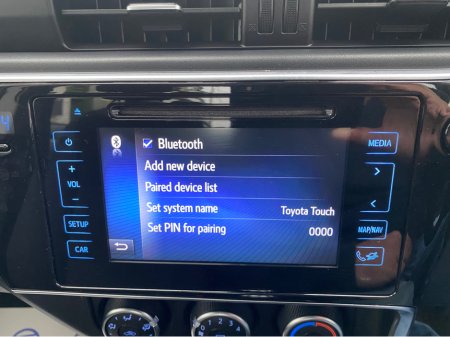 Bluetooth
MEDIA
Add new device
Paired device list
+
VOL
−
Set system name Toyota Touch
SETUP
Set PIN for pairing 0000
MAP/NAV
CAR